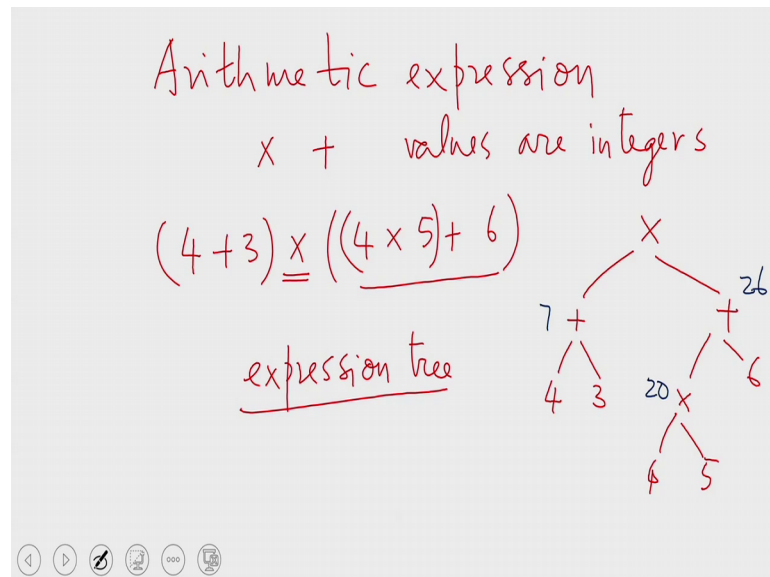 Arithmetic expression
x + values are integers
(4+3) x ((4 x 5)+ 6)
x
26
7 + +
expression tree
4 3 20 x 6
4 5